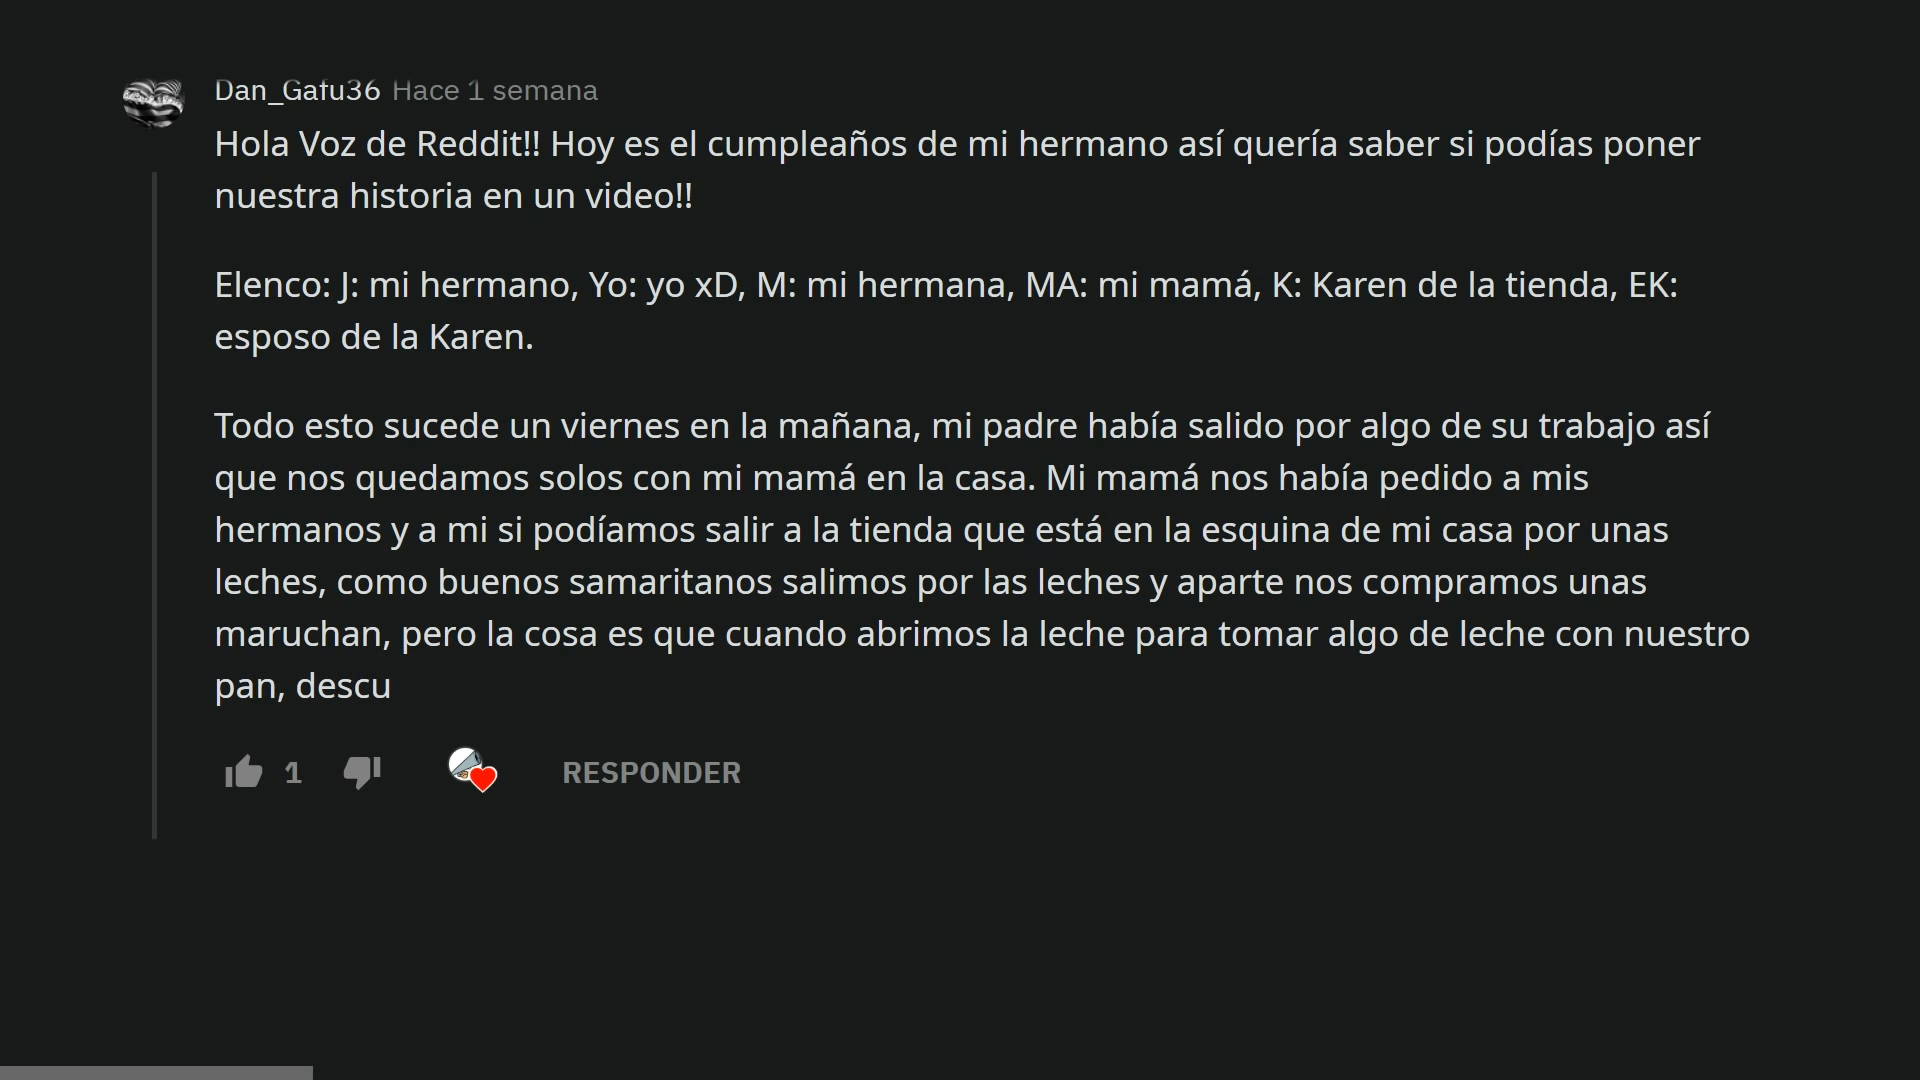 Dan_Gafu36 Hace 1 semana
Hola Voz de Reddit!! Hoy es el cumpleaños de mi hermano así quería saber si podías poner
nuestra historia en un video!!
Elenco: J: mi hermano, Yo: yo xD, M: mi hermana, MA: mi mamá, K: Karen de la tienda, EK:
esposo de la Karen.
Todo esto sucede un viernes en la mañana, mi padre había salido por algo de su trabajo así
que nos quedamos solos con mi mamá en la casa. Mi mamá nos había pedido a mis
hermanos y a mi si podíamos salir a la tienda que está en la esquina de mi casa por unas
leches, como buenos samaritanos salimos por las leches y aparte nos compramos unas
maruchan, pero la cosa es que cuando abrimos la leche para tomar algo de leche con nuestro
pan, descu
1 RESPONDER